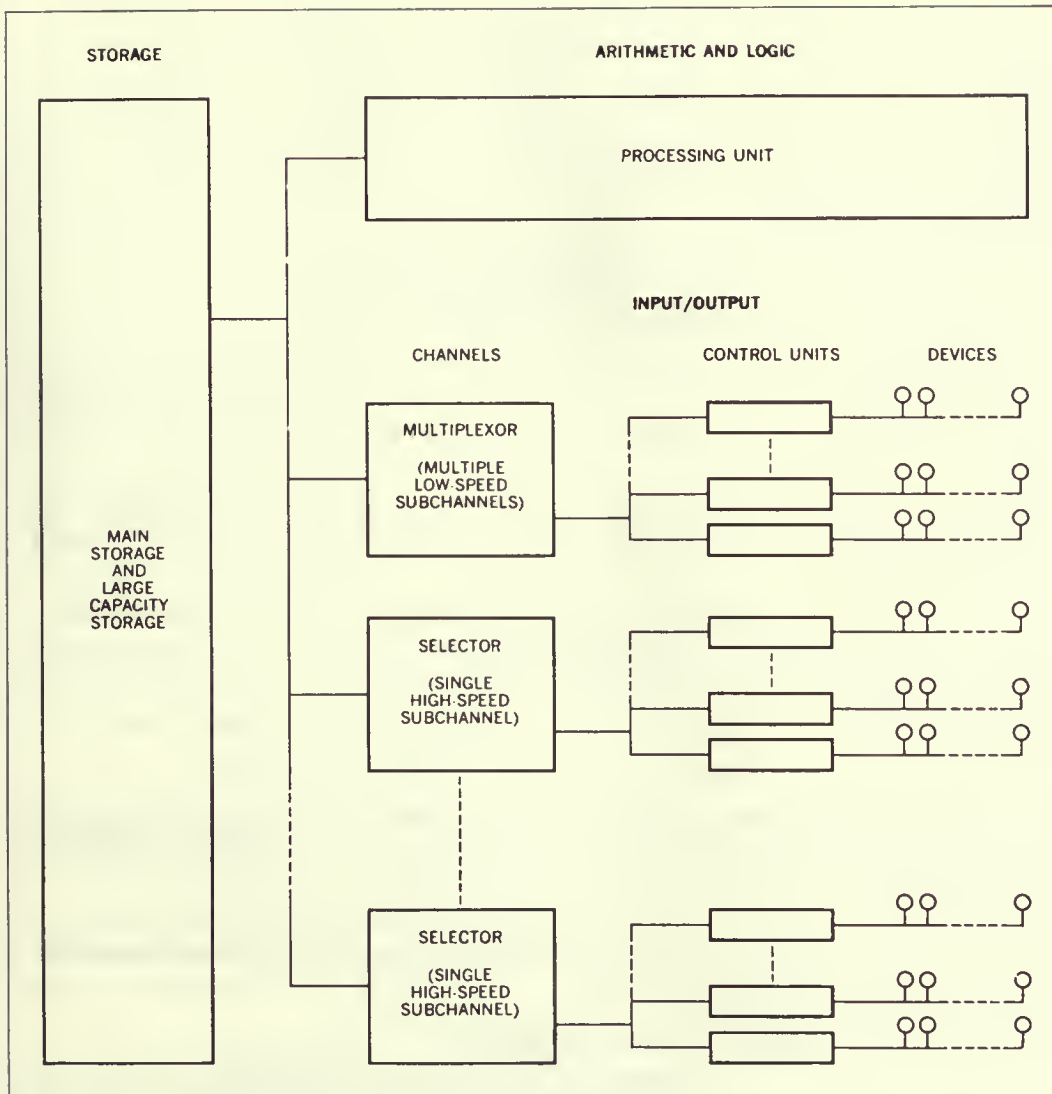 STORAGE
ARITHMETIC AND LOGIC
PROCESSING UNIT
INPUT/OUTPUT
CHANNELS
CONTROL UNITS
DEVICES
MULTIPLEXOR
(MULTIPLE
LOW-SPEED
SUBCHANNELS)
MAIN
STORAGE
AND
LARGE
CAPACITY
STORAGE
SELECTOR
(SINGLE
HIGH-SPEED
SUBCHANNEL)
SELECTOR
(SINGLE
HIGH-SPEED
SUBCHANNEL)